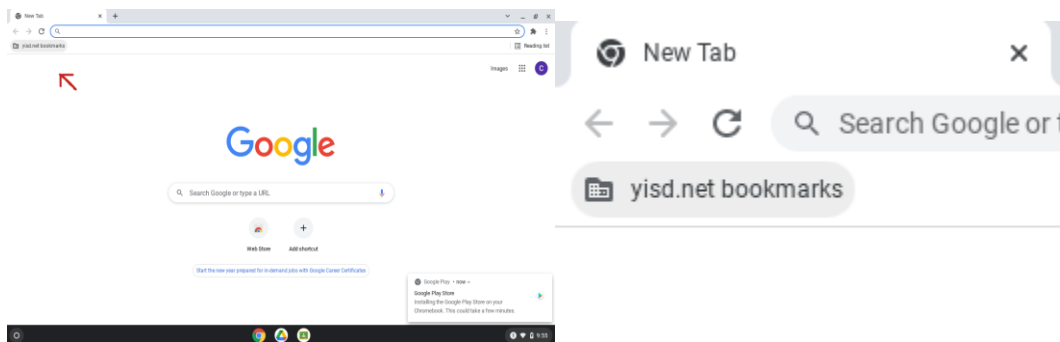 New Tab
yisd.net bookmarks
Reading list
Images
C
Google
Search Google or type a URL
Web Store Add shortcut
Start the new year prepared for in-demand jobs with Google Career Certificates
Google Play • now
Google Play Store
Installing the Google Play Store on your
Chromebook. This could take a few minutes.
9:55
New Tab
Search Google or t
yisd.net bookmarks